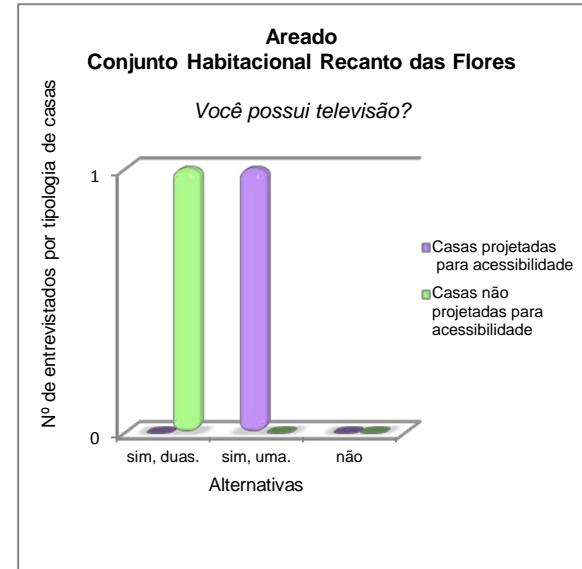 Areado
Conjunto Habitacional Recanto das Flores
Você possui televisão?
Nº de entrevistados por tipologia de casas
1
0
sim, duas.
sim, uma.
não
Alternativas
Casas projetadas
para acessibilidade
Casas não
projetadas para
acessibilidade